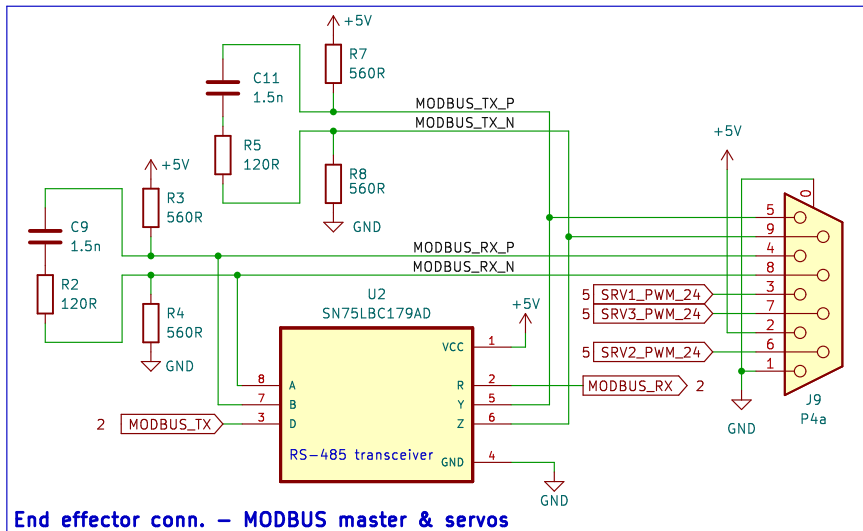 +5V
R7
560R
C11
1.5n
MODBUS_TX_P
MODBUS_TX_N
R5
120R
+5V
R8
560R
+5V
R3
560R
GND
0
5
9
C9
1.5n
MODBUS_RX_P
4
MODBUS_RX_N
8
R2
120R
U2
SN75LBC179AD
+5V
5 SRV1_PWM_24 3
5 SRV3_PWM_24 7
2
R4
560R
GND
VCC 1
5 SRV2_PWM_24 6
1
8 A R 2 MODBUS_RX 2
7 B Y 5
2 MODBUS_TX 3 D Z 6
J9
P4a
GND
RS-485 transceiver
GND 4
GND
End effector conn. - MODBUS master & servos